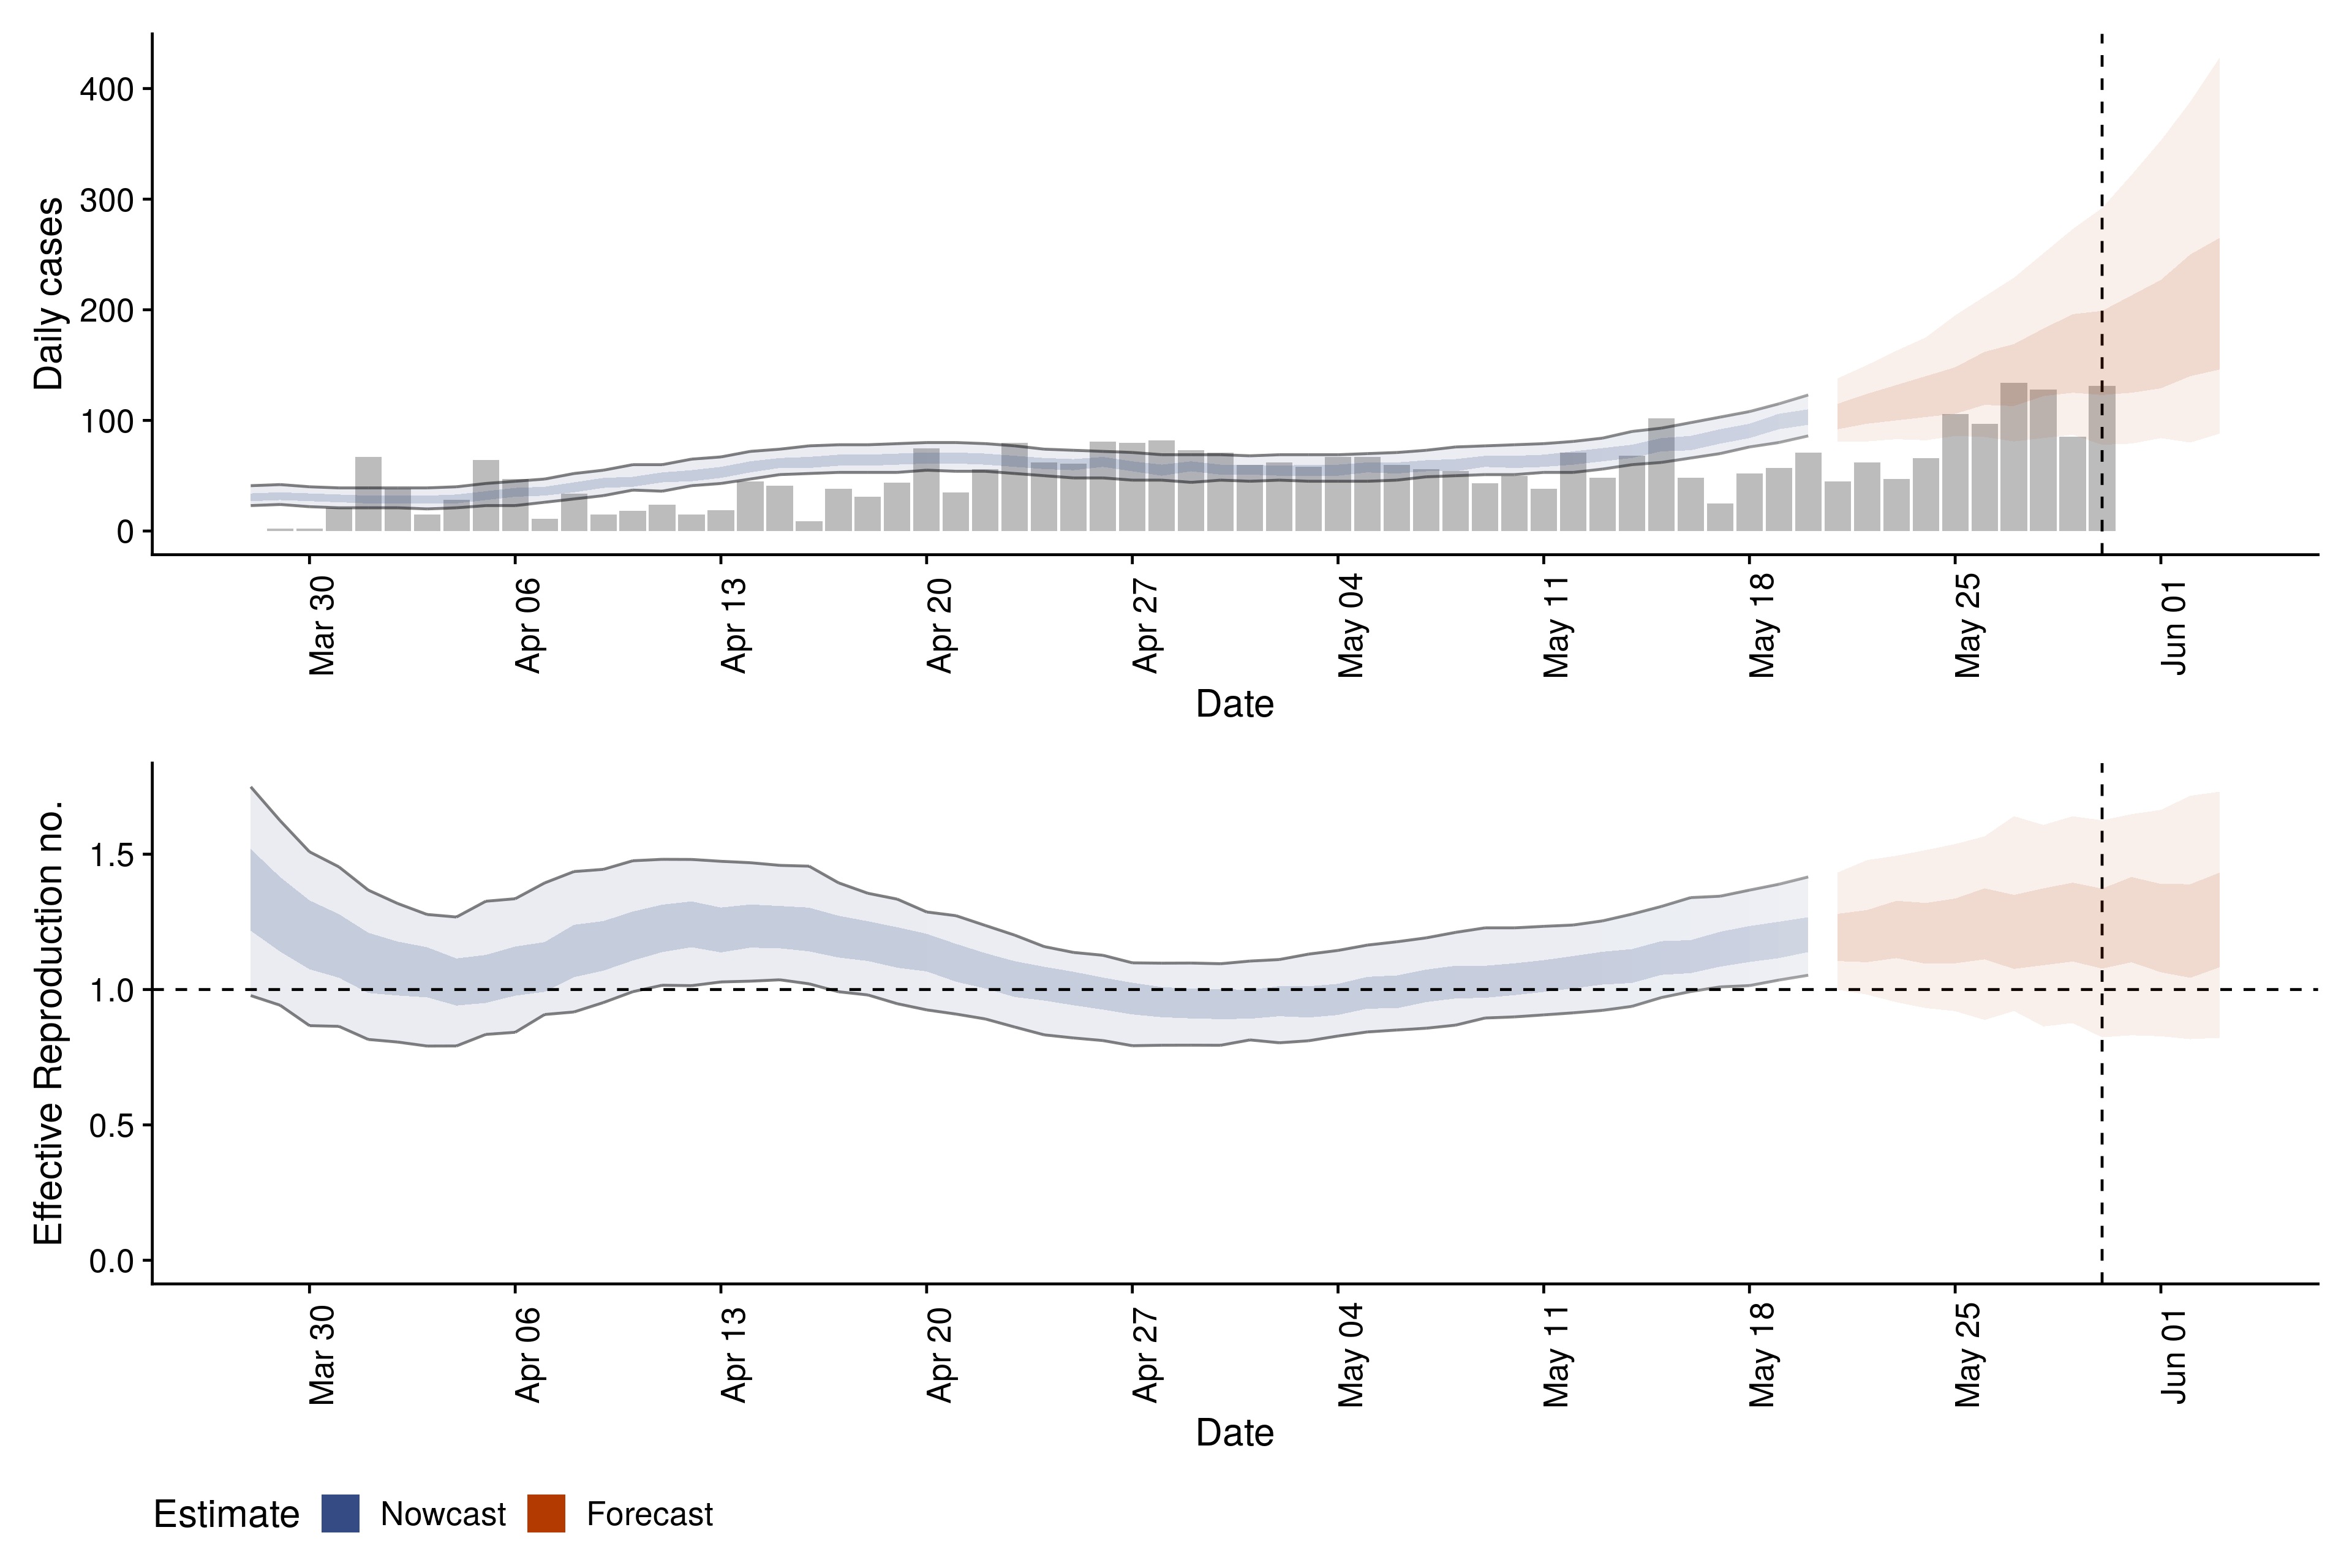 Daily cases
400
300
200
100
0
Mar 30
Apr 06
Apr 13
Apr 20
Apr 27
May 04
May 11
May 18
May 25
Jun 01
Date
Effective Reproduction no.
1.5
1.0
0.5
0.0
Mar 30
Apr 06
Apr 13
Apr 20
Apr 27
May 04
May 11
May 18
May 25
Jun 01
Date
Estimate Nowcast Forecast